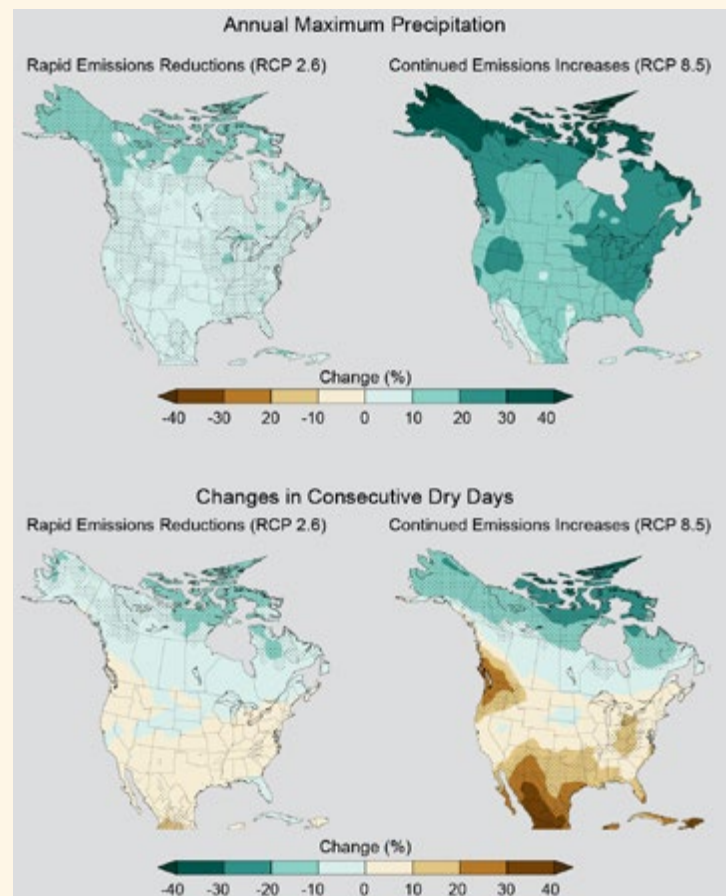 Annual Maximum Precipitation
Rapid Emissions Reductions (RCP 2.6)
Continued Emissions Increases (RCP 8.5)
Change (%)
-40 -30 20 -10 0 10 20 30 40
Changes in Consecutive Dry Days
Rapid Emissions Reductions (RCP 2.6)
Continued Emissions Increases (RCP 8.5)
Change (%)
-40 -30 -20 -10 0 10 20 30 40